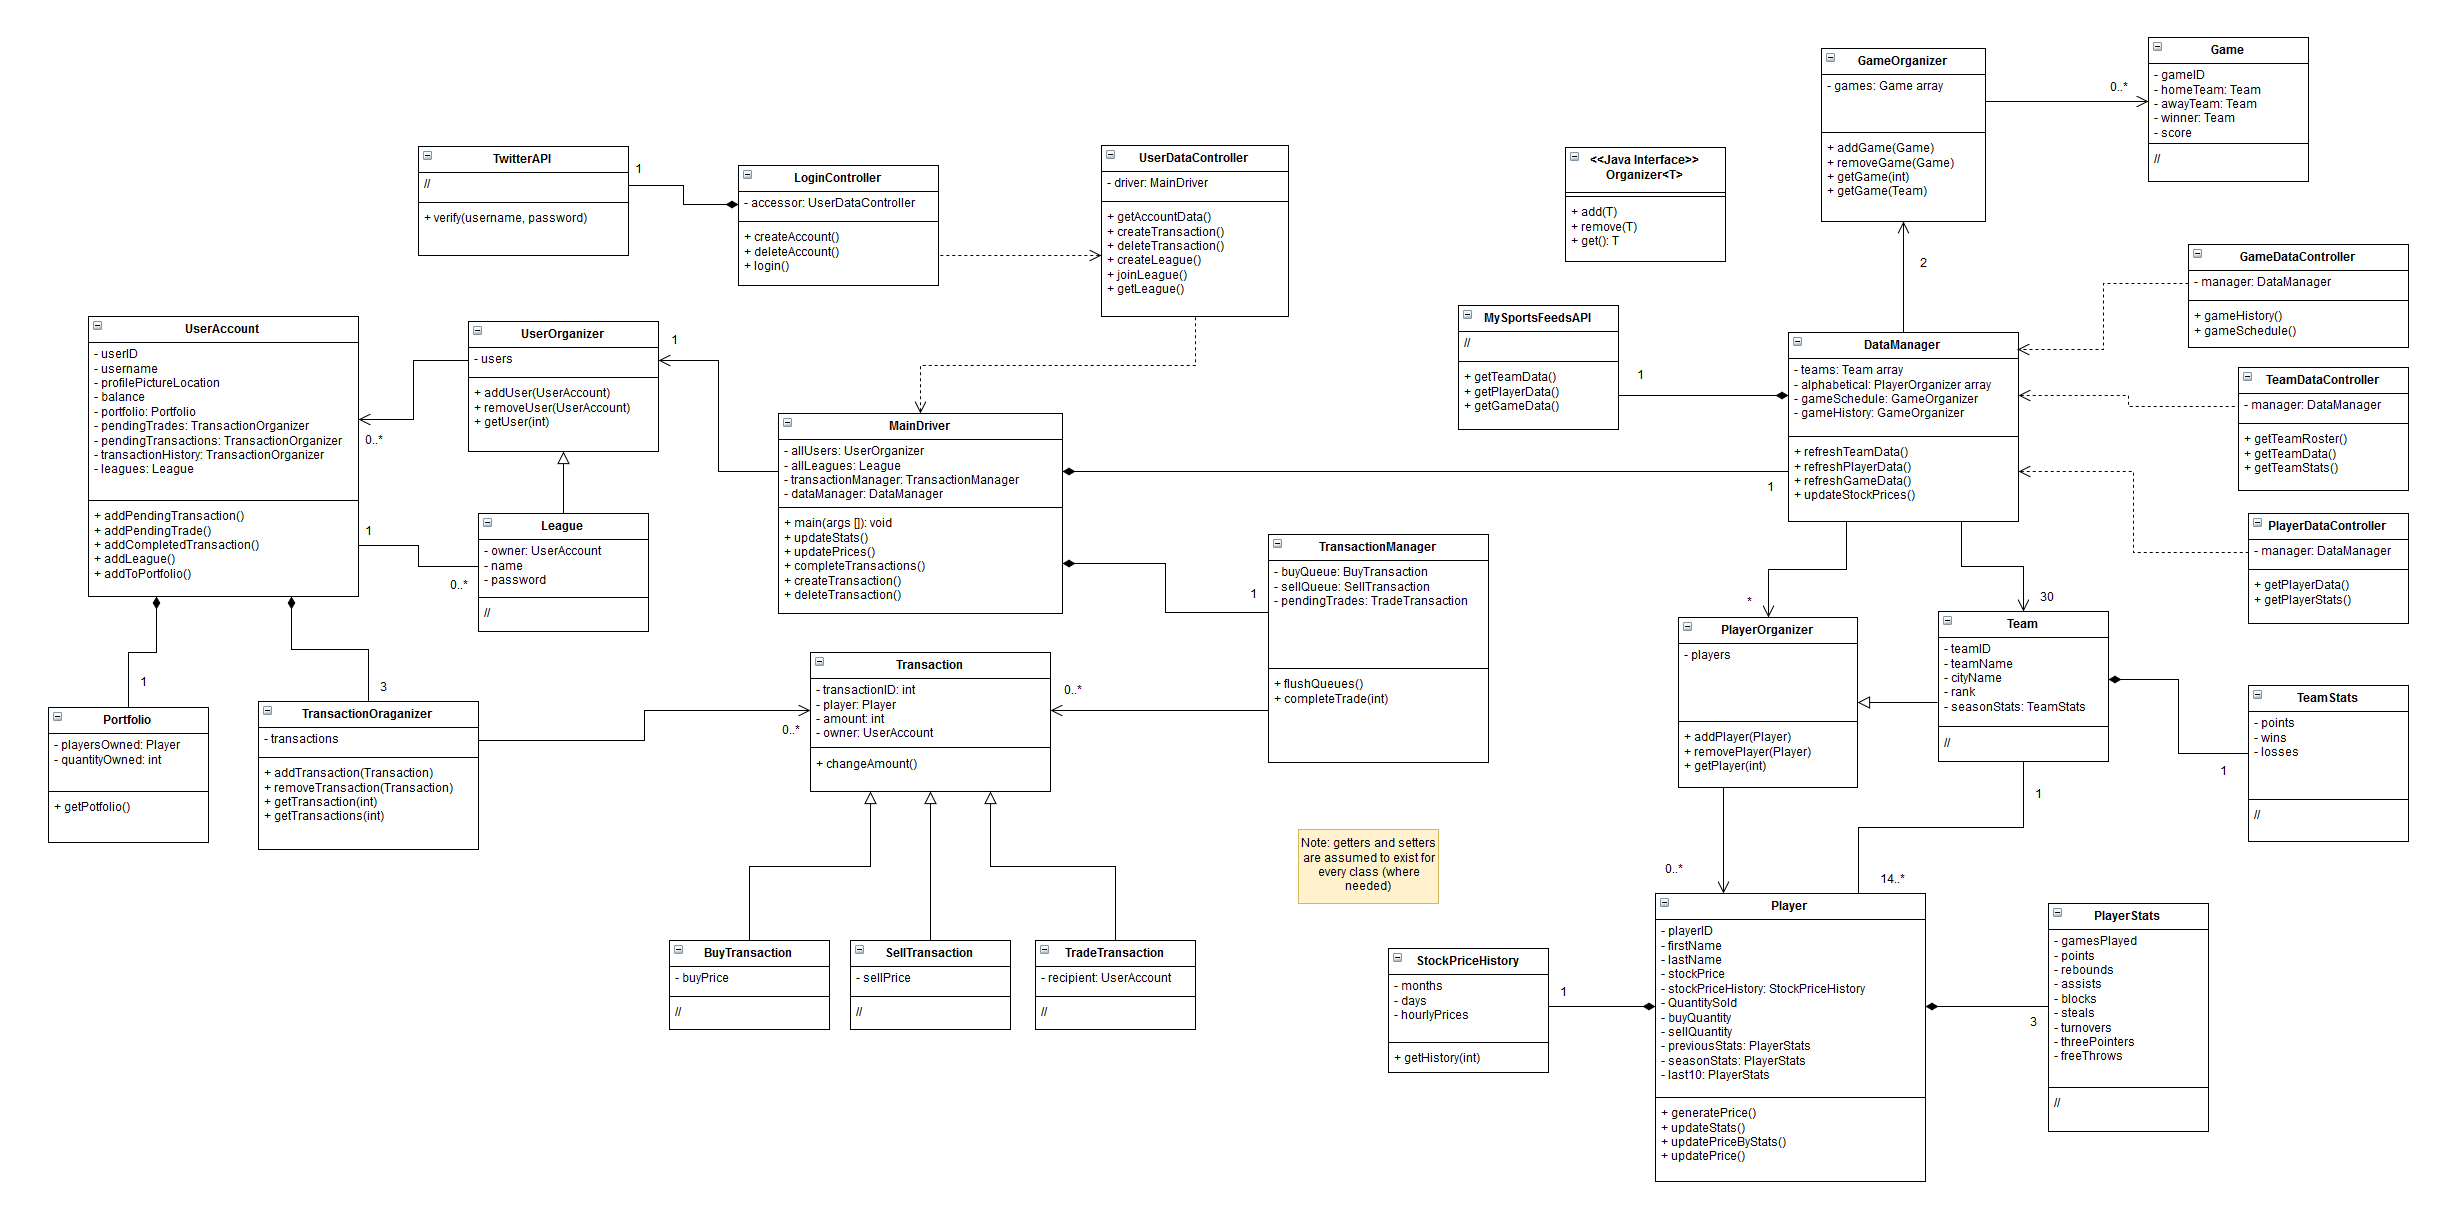 TwitterAPI
//
+ verify(username, password)
1
LoginController
- accessor: UserDataController
+ createAccount()
+ deleteAccount()
+ login()
UserDataController
- driver: MainDriver
+ getAccountData()
+ createTransaction()
+ deleteTransaction()
+ createLeague()
+ joinLeague()
+ getLeague()
<<Java Interface>>
Organizer<T>
+ add(T)
+ remove(T)
+ get(): T
GameOrganizer
- games: Game array
+ addGame(Game)
+ removeGame(Game)
+ getGame(int)
+ getGame(Team)
0..*
2
Game
- gameID
- homeTeam: Team
- awayTeam: Team
- winner: Team
- score
//
GameDataController
- manager: DataManager
+ gameHistory()
+ gameSchedule()
TeamDataController
- manager: DataManager
+ getTeamRoster()
+ getTeamData()
+ getTeamStats()
PlayerDataController
- manager: DataManager
+ getPlayerData()
+ getPlayerStats()
MySportsFeedsAPI
//
+ getTeamData()
+ getPlayerData()
+ getGameData()
1
DataManager
- teams: Team array
- alphabetical: PlayerOrganizer array
- gameSchedule: GameOrganizer
- gameHistory: GameOrganizer
+ refreshTeamData()
+ refreshPlayerData()
+ refreshGameData()
+ updateStockPrices()
1
*
30
UserAccount
- userID
- username
- profilePictureLocation
- balance
- portfolio: Portfolio
- pendingTrades: TransactionOrganizer
- pendingTransactions: TransactionOrganizer
- transactionHistory: TransactionOrganizer
- leagues: League
+ addPendingTransaction()
+ addPendingTrade()
+ addCompletedTransaction()
+ addLeague()
+ addToPortfolio()
0..*
1
0..*
UserOrganizer
- users
+ addUser(UserAccount)
+ removeUser(UserAccount)
+ getUser(int)
1
League
- owner: UserAccount
- name
- password
//
MainDriver
- allUsers: UserOrganizer
- allLeagues: League
- transactionManager: TransactionManager
- dataManager: DataManager
+ main(args []): void
+ updateStats()
+ updatePrices()
+ completeTransactions()
+ createTransaction()
+ deleteTransaction()
1
TransactionManager
- buyQueue: BuyTransaction
- sellQueue: SellTransaction
- pendingTrades: TradeTransaction
+ flushQueues()
+ completeTrade(int)
0..*
1
3
Portfolio
- playersOwned: Player
- quantityOwned: int
+ getPotfolio()
TransactionOraganizer
- transactions
+ addTransaction(Transaction)
+ removeTransaction(Transaction)
+ getTransaction(int)
+ getTransactions(int)
0..*
Transaction
- transactionID: int
- player: Player
- amount: int
- owner: UserAccount
+ changeAmount()
BuyTransaction
- buyPrice
//
SellTransaction
- sellPrice
//
TradeTransaction
- recipient: UserAccount
//
Note: getters and setters
are assumed to exist for
every class (where
needed)
PlayerOrganizer
- players
+ addPlayer(Player)
+ removePlayer(Player)
+ getPlayer(int)
0..*
Team
- teamID
- teamName
- cityName
- rank
- seasonStats: TeamStats
//
1
14..*
1
TeamStats
- points
- wins
- losses
//
StockPriceHistory
- months
- days
- hourlyPrices
+ getHistory(int)
1
Player
- playerID
- firstName
- lastName
- stockPrice
- stockPriceHistory: StockPriceHistory
- QuantitySold
- buyQuantity
- sellQuantity
- previousStats: PlayerStats
- seasonStats: PlayerStats
- last10: PlayerStats
+ generatePrice()
+ updateStats()
+ updatePriceByStats()
+ updatePrice()
3
PlayerStats
- gamesPlayed
- points
- rebounds
- assists
- blocks
- steals
- turnovers
- threePointers
- freeThrows
//